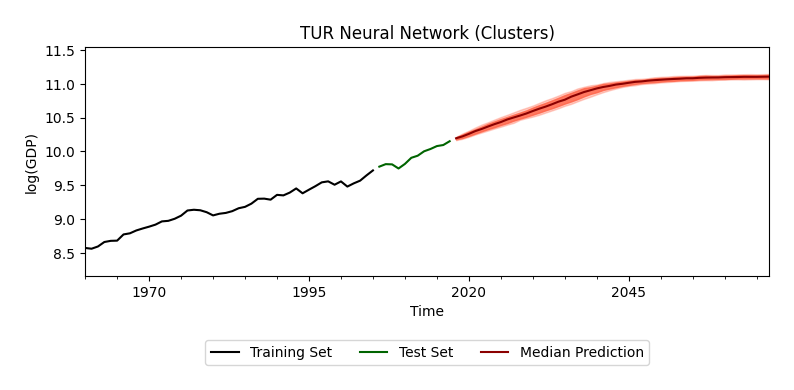 TUR Neural Network (Clusters)
11.5
11.0
10.5
10.0
9.5
9.0
8.5
log(GDP)
1970 1995 2020 2045
Time
Training Set Test Set Median Prediction